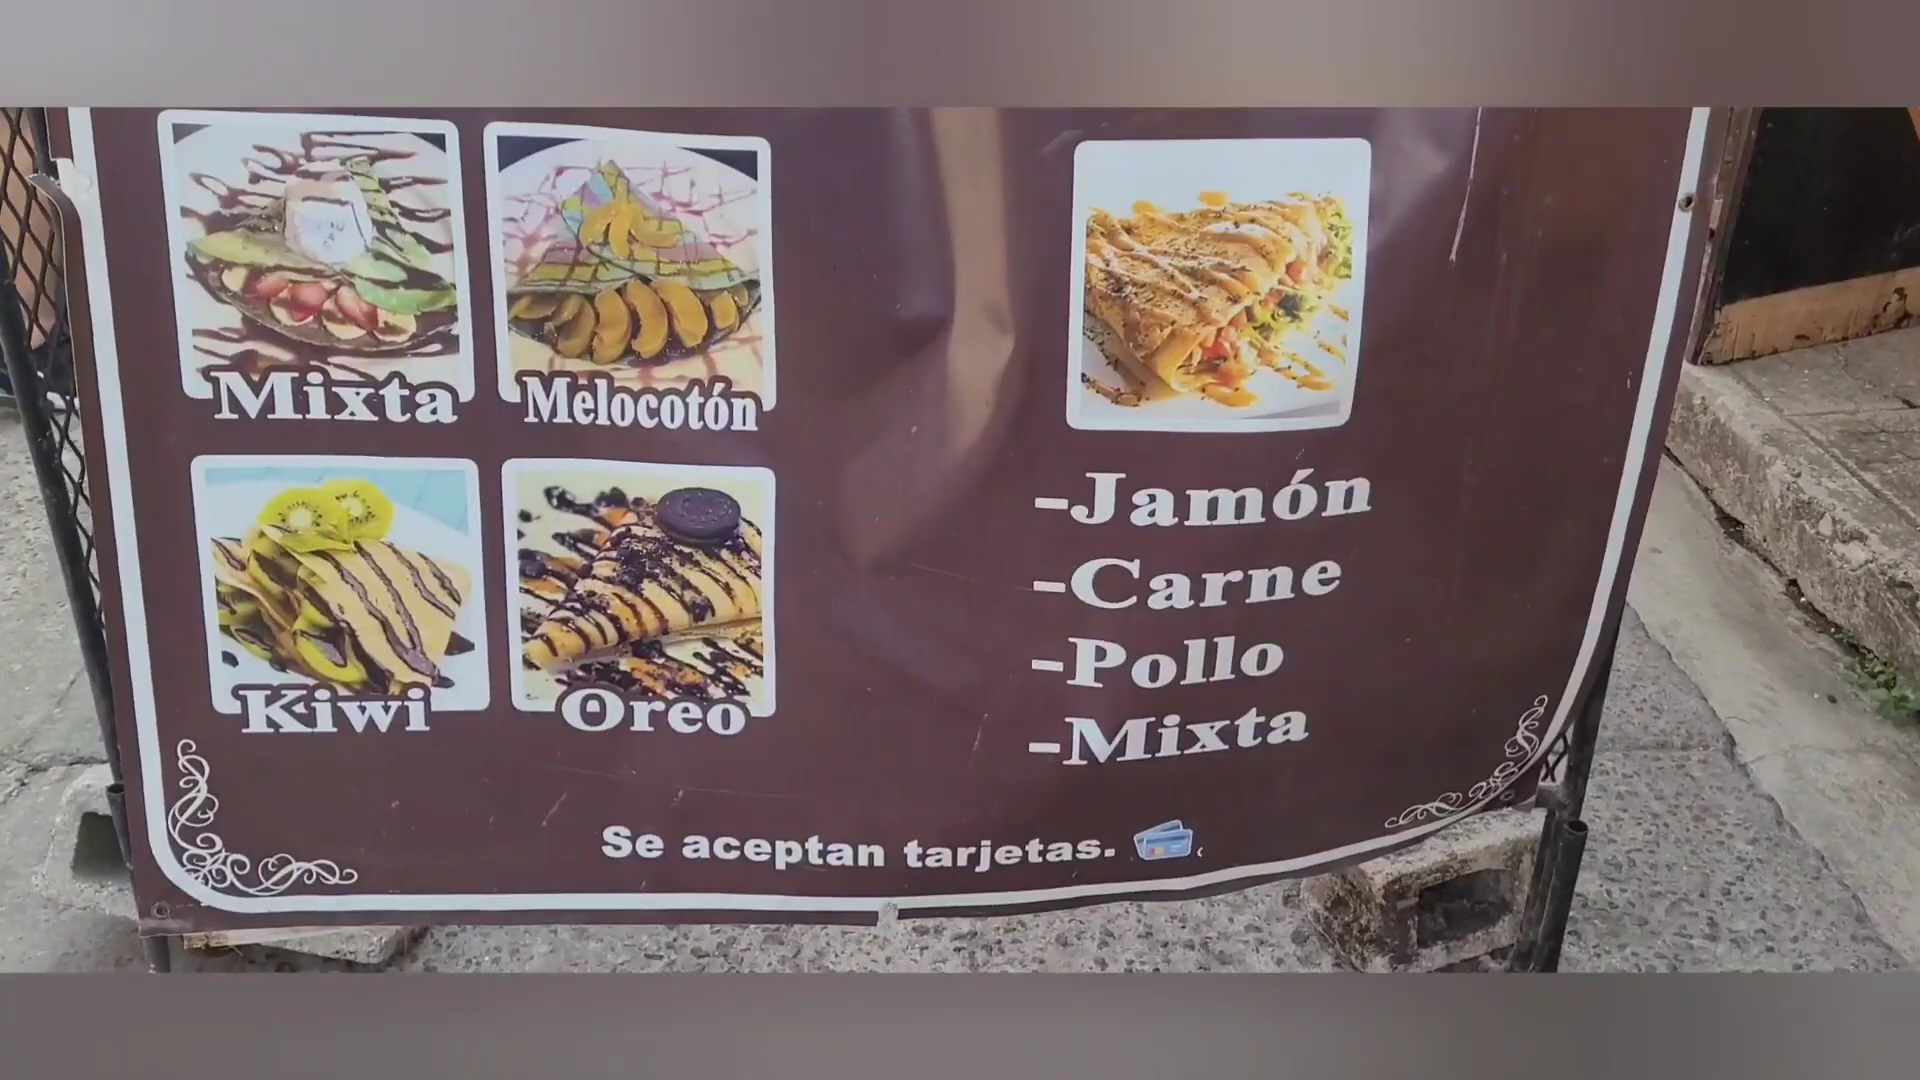 Mixta
Melocotón
Kiwi
Oreo
-Jamón
-Carne
-Pollo
-Mixta
Se aceptan tarjetas.